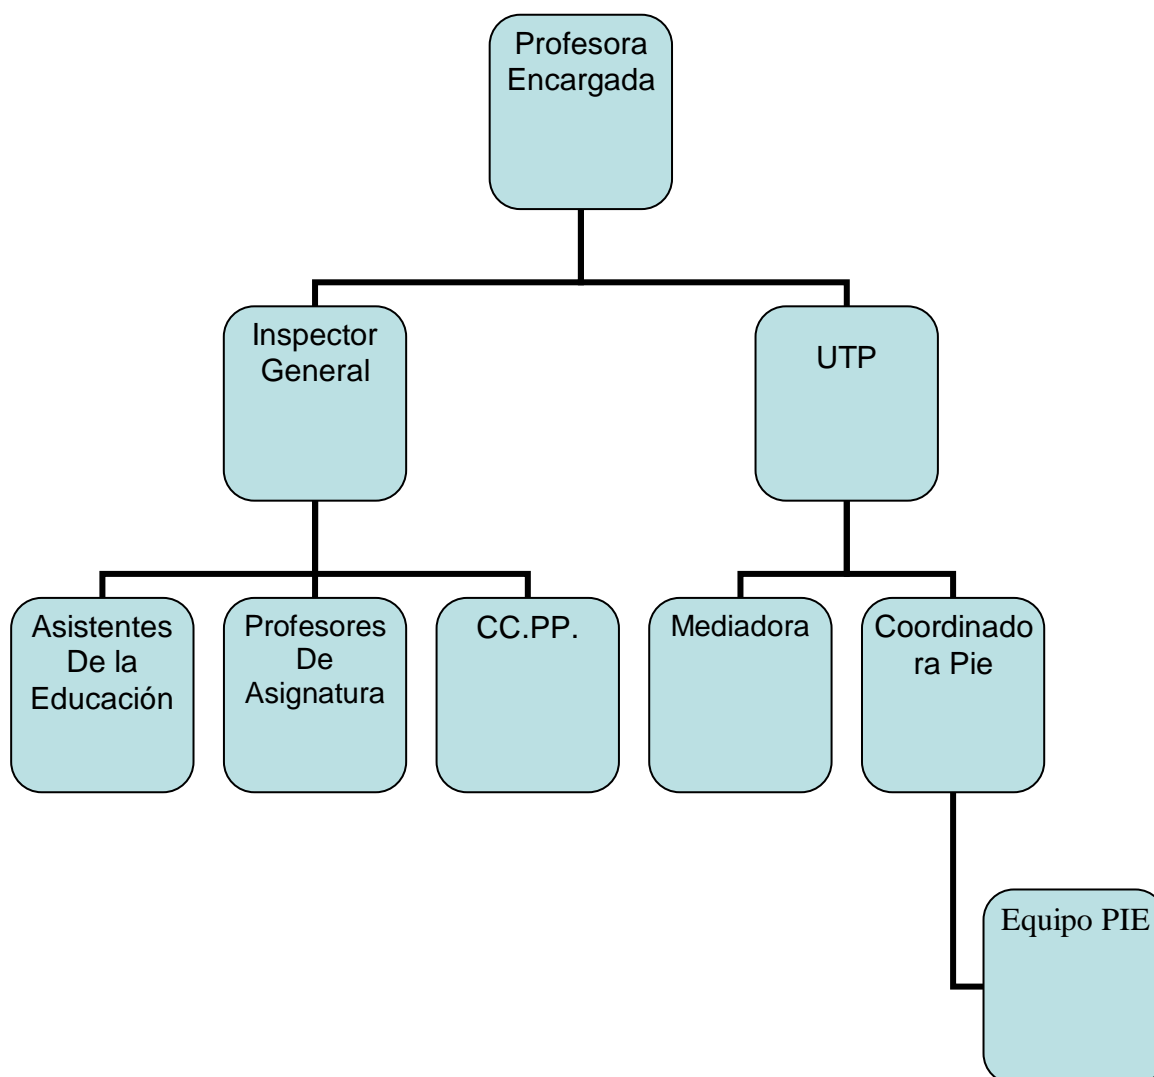 Profesora
Encargada
Inspector
General
UTP
Asistentes
De la
Educación
Profesores
De
Asignatura
CC.PP.
Mediadora
Coordinado
ra Pie
Equipo PIE